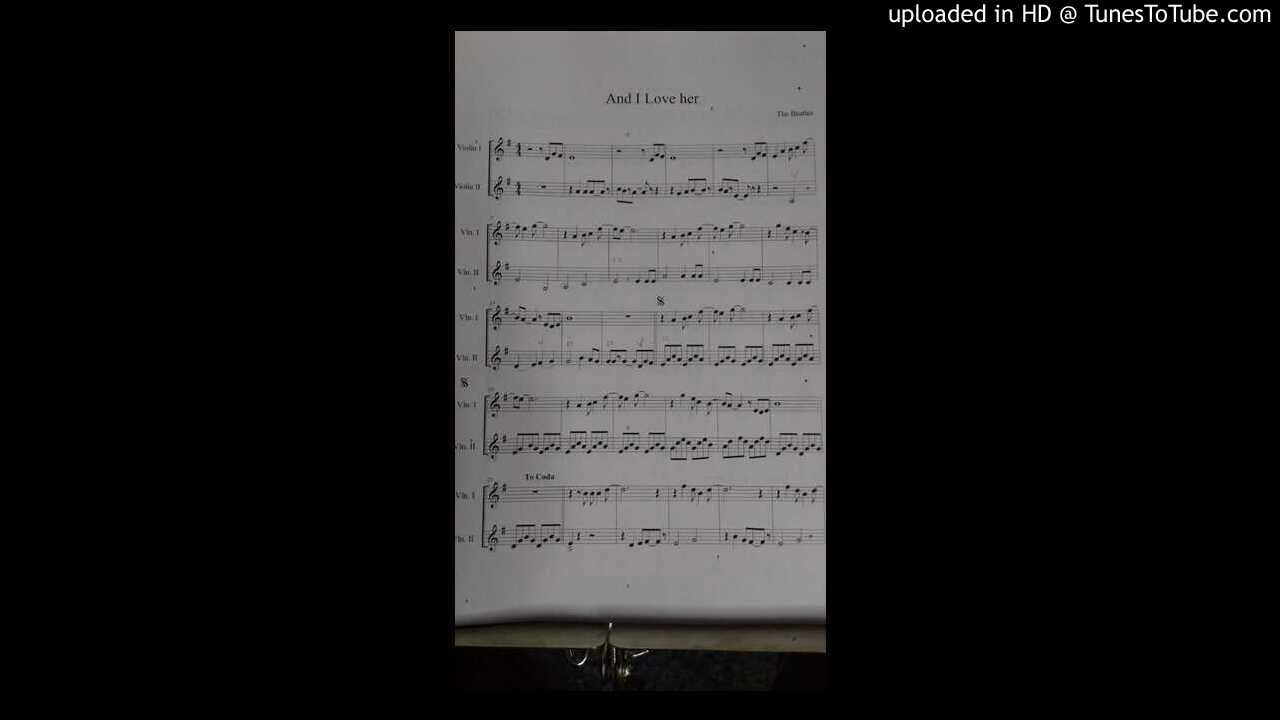 uploaded in HD @ TunesToTube.com
And I Love her
The Beatles
Violin I
Violin II
Vln. I
Vln. II
Vln. I
Vln. II
Vln. I
Vln. II
To Coda
Vln. I
Vln. II